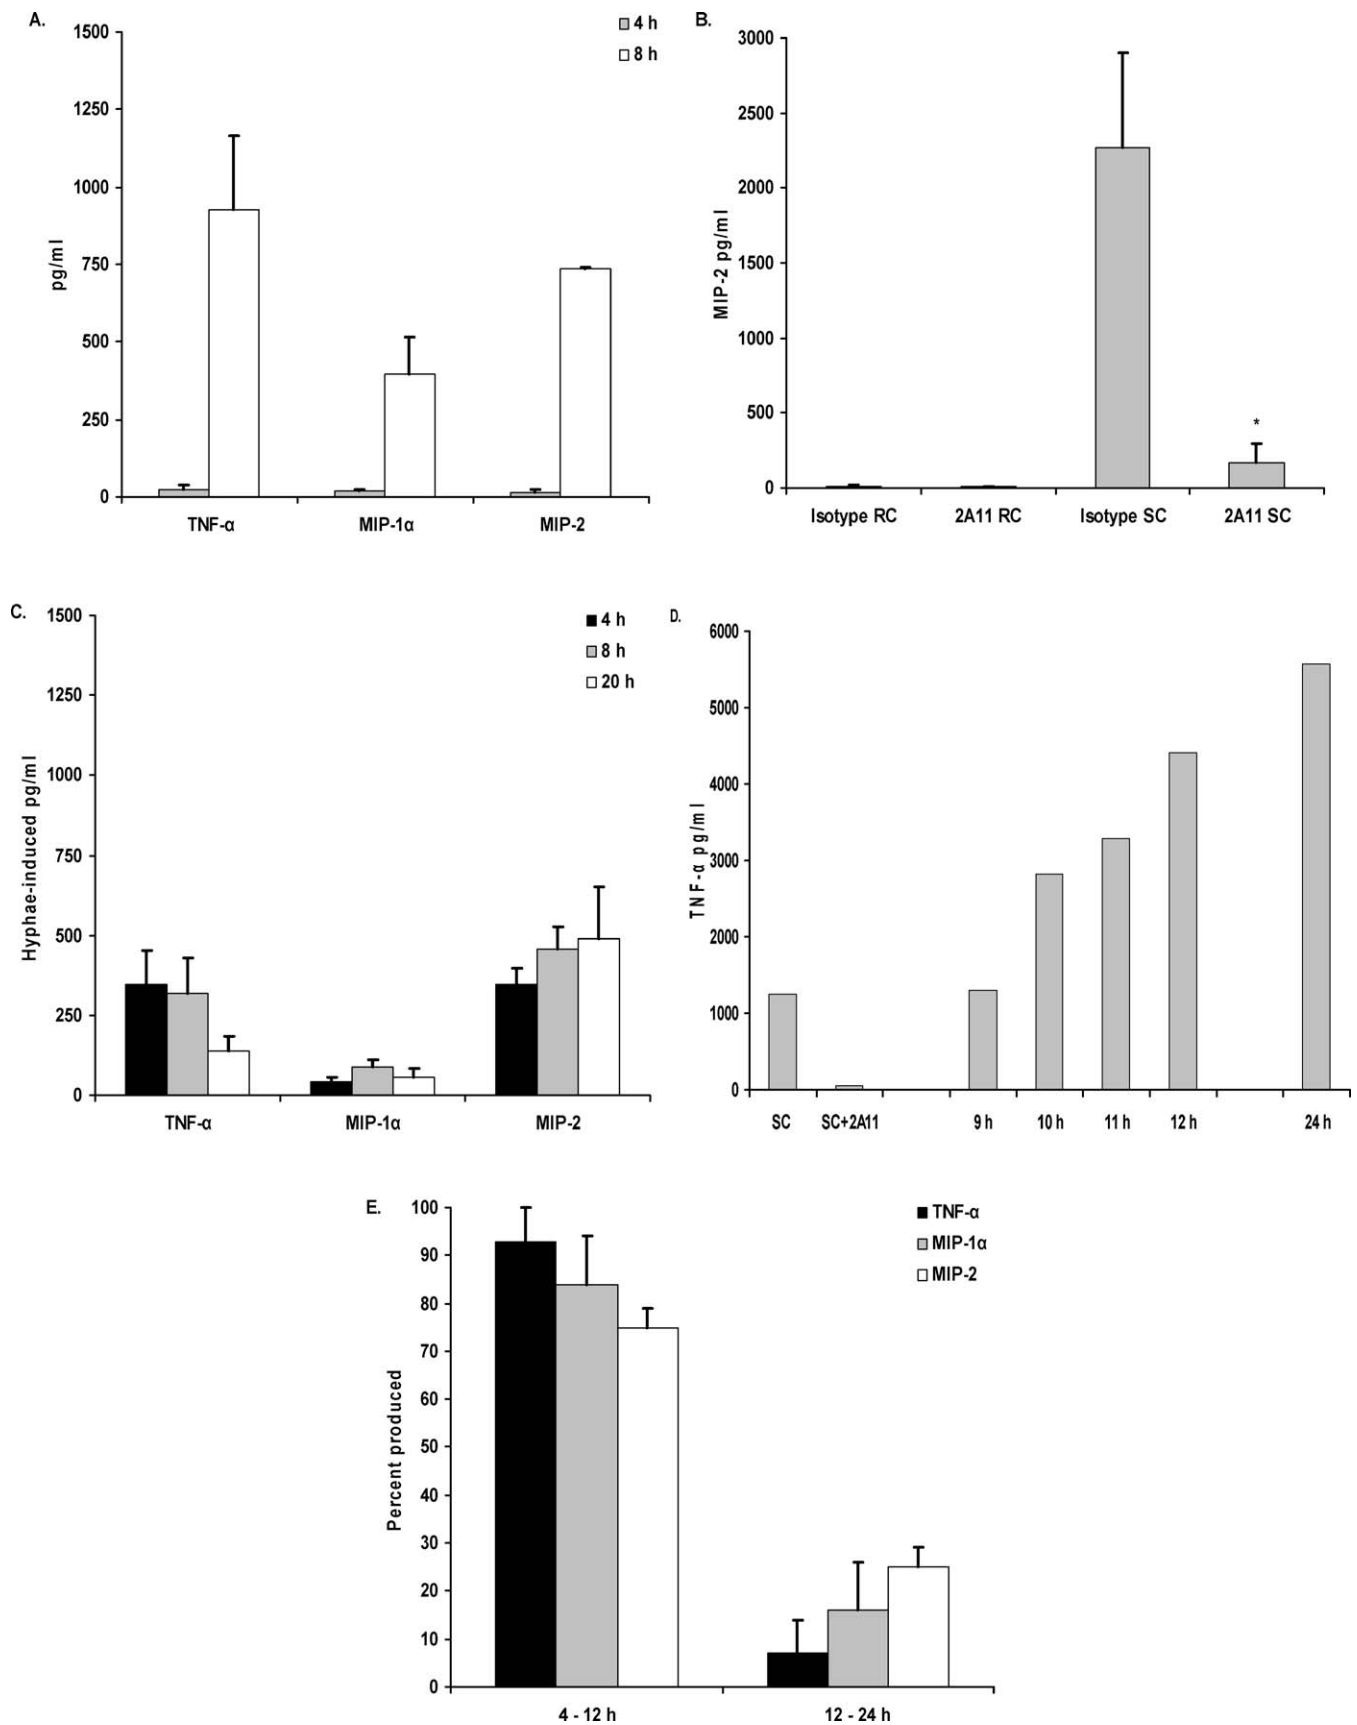 A.
4 h
8 h
1500
1250
1000
750
500
250
0
pg/ml
TNF-α
MIP-1α
MIP-2
B.
3000
2500
2000
1500
1000
500
0
MIP-2 pg/ml
*
Isotype RC
2A11 RC
Isotype SC
2A11 SC
C.
4 h
8 h
20 h
1500
1250
1000
750
500
250
0
Hyphae-induced pg/ml
TNF-α
MIP-1α
MIP-2
D.
6000
5000
4000
3000
2000
1000
0
TNF-α pg/ml
SC
SC+2A11
9 h
10 h
11 h
12 h
24 h
E.
TNF-α
MIP-1α
MIP-2
100
90
80
70
60
50
40
30
20
10
0
Percent produced
4 - 12 h
12 - 24 h